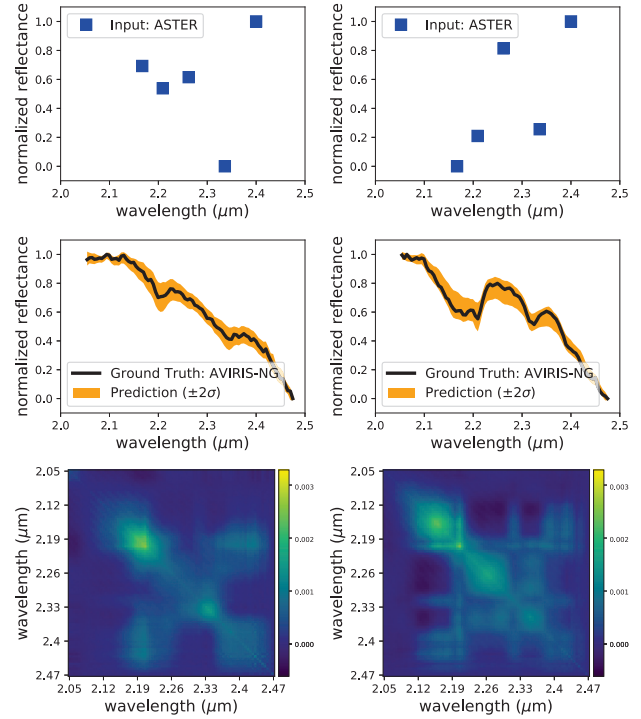 normalized reflectance
1.0
0.8
0.6
0.4
0.2
0.0
Input: ASTER
2.0 2.1 2.2 2.3 2.4 2.5
wavelength (μm)
normalized reflectance
1.0
0.8
0.6
0.4
0.2
0.0
Input: ASTER
2.0 2.1 2.2 2.3 2.4 2.5
wavelength (μm)
normalized reflectance
1.0
0.8
0.6
0.4
0.2
0.0
Ground Truth: AVIRIS-NG
Prediction (±2σ)
2.0 2.1 2.2 2.3 2.4 2.5
wavelength (μm)
normalized reflectance
1.0
0.8
0.6
0.4
0.2
0.0
Ground Truth: AVIRIS-NG
Prediction (±2σ)
2.0 2.1 2.2 2.3 2.4 2.5
wavelength (μm)
wavelength (μm)
2.05
2.12
2.19
2.26
2.33
2.4
2.47
2.05 2.12 2.19 2.26 2.33 2.4 2.47
wavelength (μm)
0.003
0.002
0.001
0.000
wavelength (μm)
2.05
2.12
2.19
2.26
2.33
2.4
2.47
2.05 2.12 2.19 2.26 2.33 2.4 2.47
wavelength (μm)
0.003
0.002
0.001
0.000